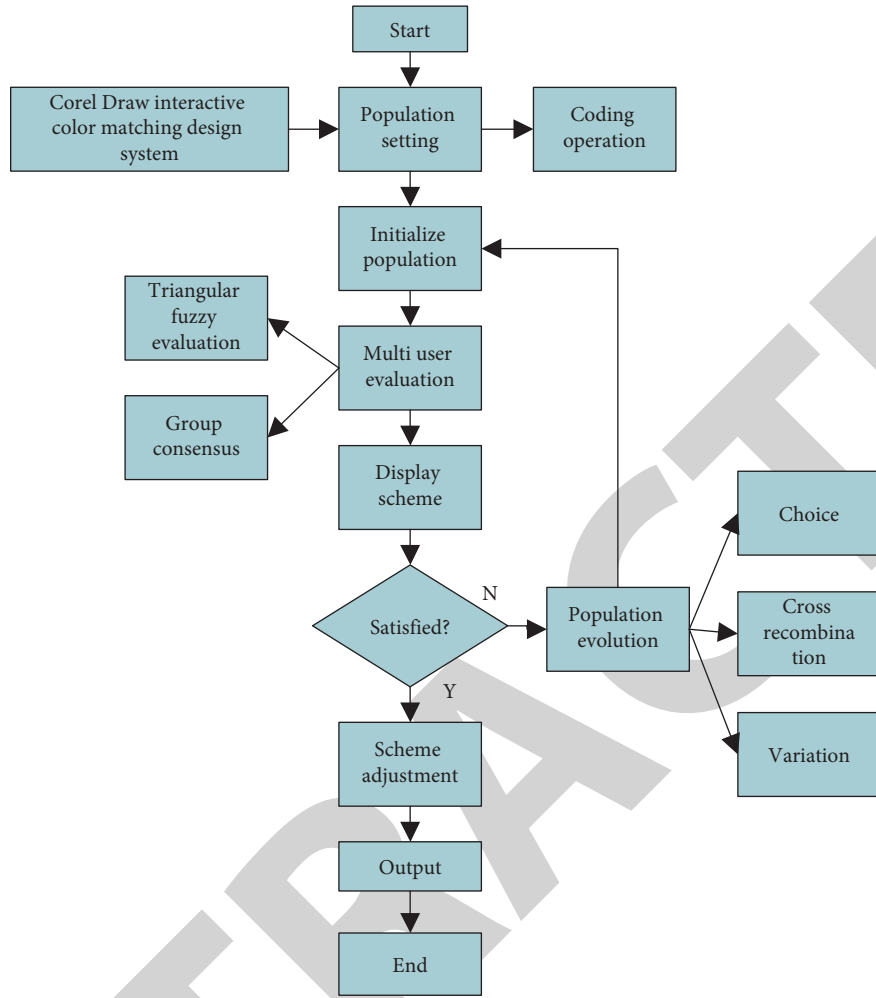 Start
Corel Draw interactive
color matching design
system
Population
setting
Coding
operation
Initialize
population
Triangular
fuzzy
evaluation
Multi user
evaluation
Group
consensus
Display
scheme
Choice
N
Satisfied?
Population
evolution
Cross
recombina
tion
Y
Scheme
adjustment
Variation
Output
End
TRACT